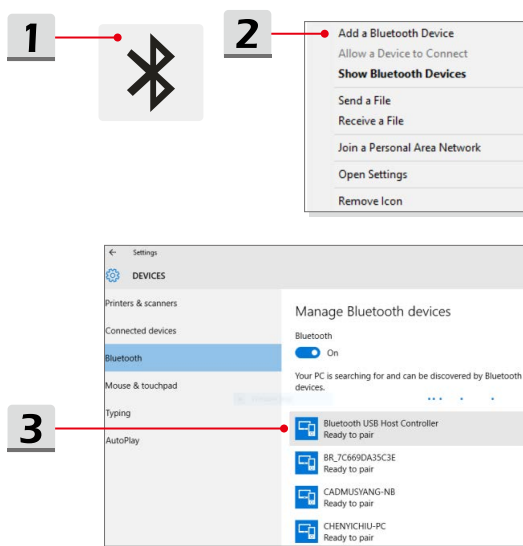 1
2
Add a Bluetooth Device
Allow a Device to Connect
Show Bluetooth Devices
Send a File
Receive a File
Join a Personal Area Network
Open Settings
Remove Icon
3
← Settings
DEVICES
Printers & scanners
Connected devices
Bluetooth
Mouse & touchpad
Typing
AutoPlay
Manage Bluetooth devices
Bluetooth
On
Your PC is searching for and can be discovered by Bluetooth
devices.
Bluetooth USB Host Controller
Ready to pair
BR_7C669DA35C3E
Ready to pair
CADMUSYANG-NB
Ready to pair
CHENYICHIU-PC
Ready to pair